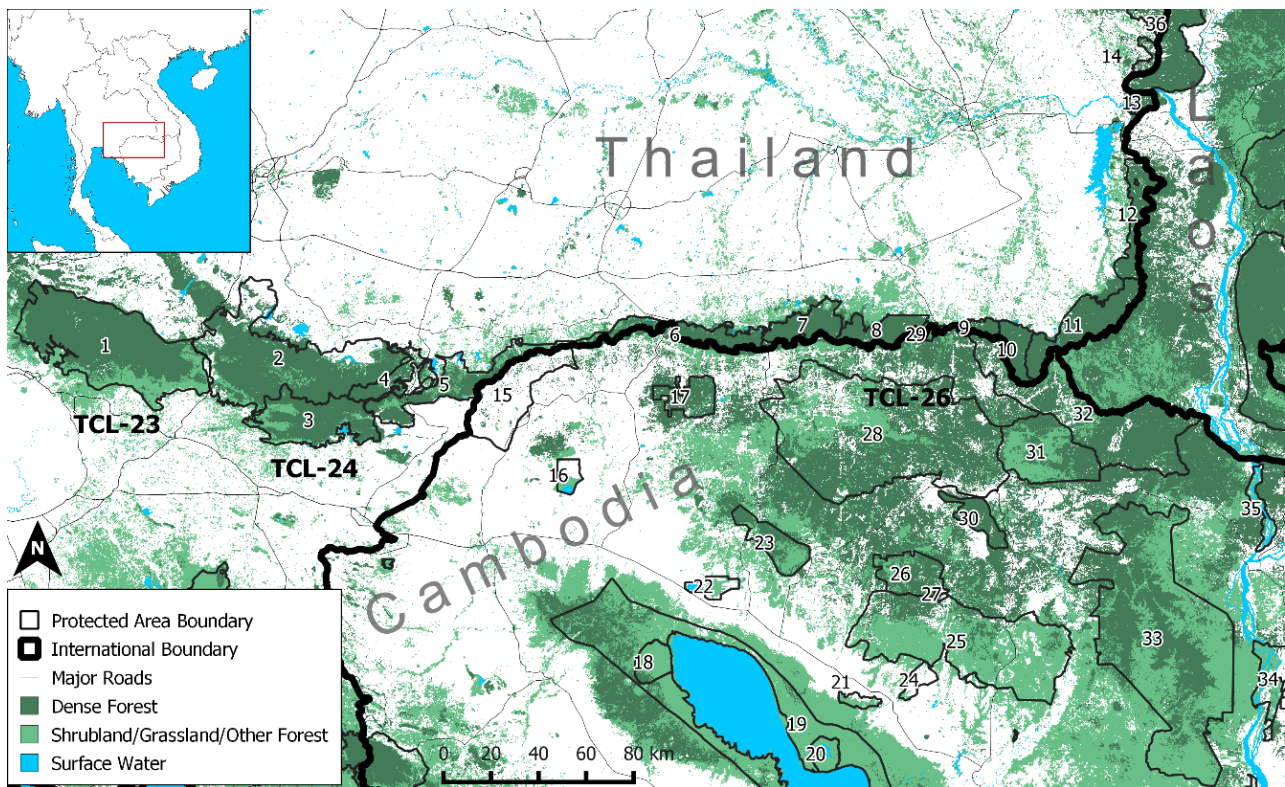 36
14
Laos
13
Thailand
12
1
2
4
5
3
6
7
8
29
9
10
11
TCL-23
TCL-24
15
17
TCL-26
28
32
31
16
Cambodia
30
35
23
26
27
22
25
33
18
24
21
34
19
20
N
Protected Area Boundary
International Boundary
Major Roads
Dense Forest
Shrubland/Grassland/Other Forest
Surface Water
0 20 40 60 80 km